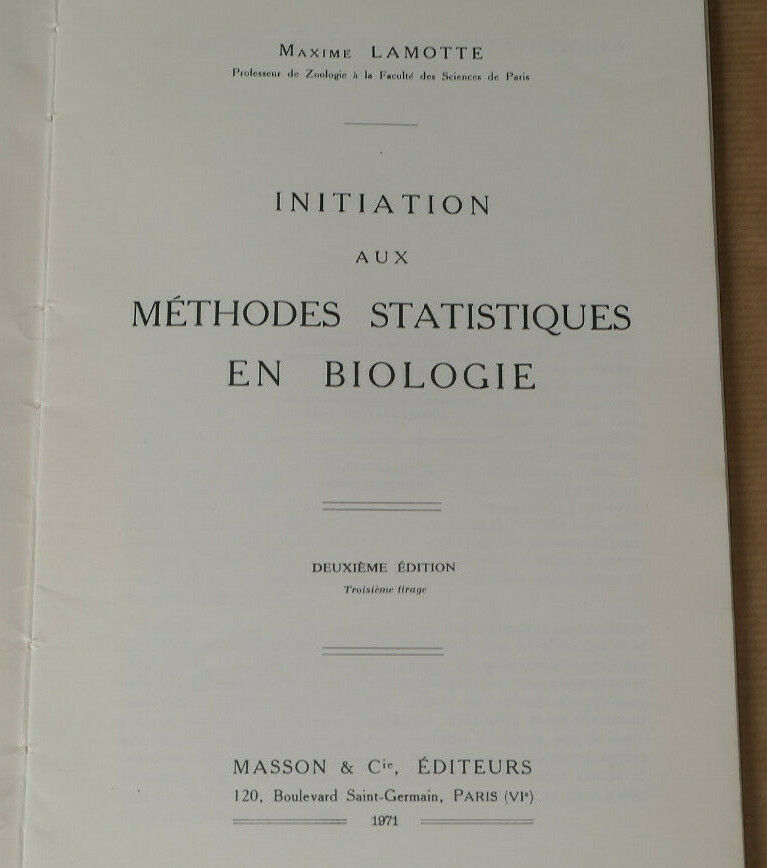 Maxime LAMOTTE
Professeur de Zoologie à la Faculté des Sciences de Paris
INITIATION
AUX
MÉTHODES STATISTIQUES
EN BIOLOGIE
DEUXIÈME ÉDITION
Troisième tirage
MASSON & Cie, ÉDITEURS
120, Boulevard Saint-Germain, PARIS (VIe)
1971